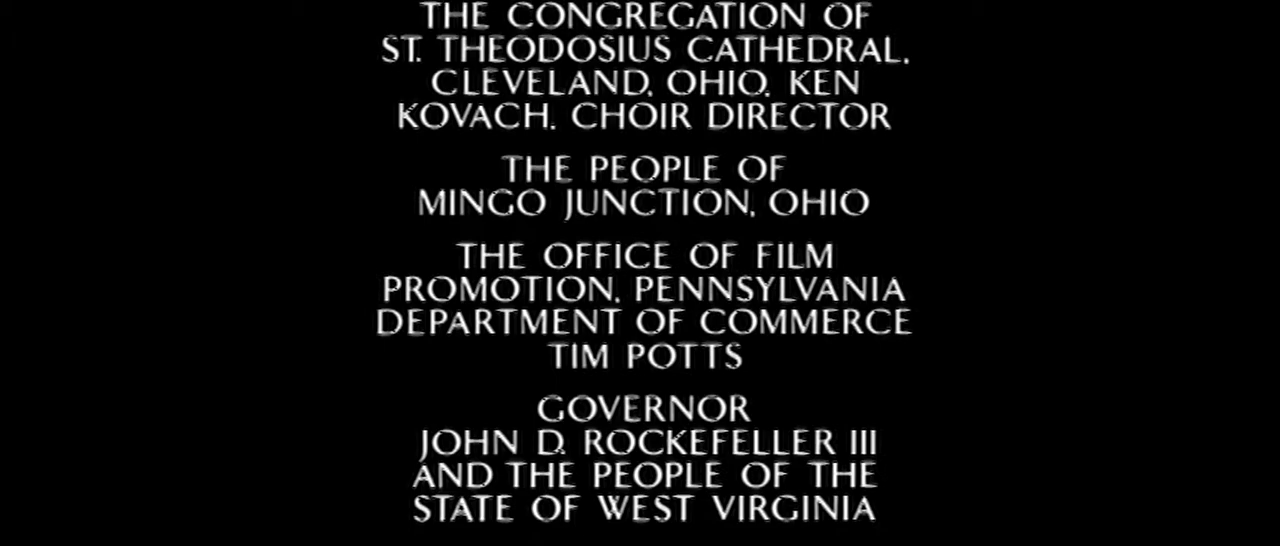 THE CONGREGATION OF
ST. THEODOSIUS CATHEDRAL,
CLEVELAND, OHIO, KEN
KOVACH, CHOIR DIRECTOR
THE PEOPLE OF
MINGO JUNCTION, OHIO
THE OFFICE OF FILM
PROMOTION, PENNSYLVANIA
DEPARTMENT OF COMMERCE
TIM POTTS
GOVERNOR
JOHN D. ROCKEFELLER III
AND THE PEOPLE OF THE
STATE OF WEST VIRGINIA